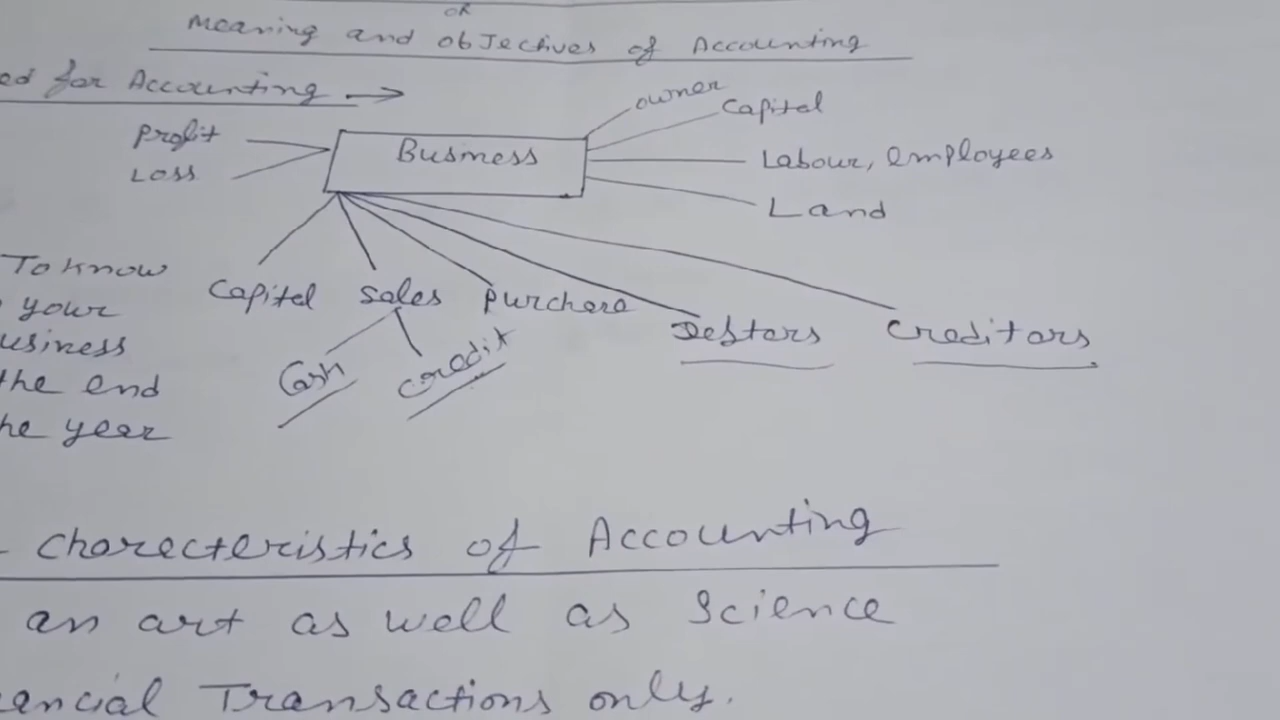 OR
Meaning and objectives of Accounting
ed for Accounting →
owner
Capital
Profit
Loss
Business
Labour, employees
Land
To know
your
usiness
the end
he year
Capital Sales Purchase Debtors Creditors
Cash Credit
Charecteristics of Accounting
an art as well as Science
ancial Transactions only.